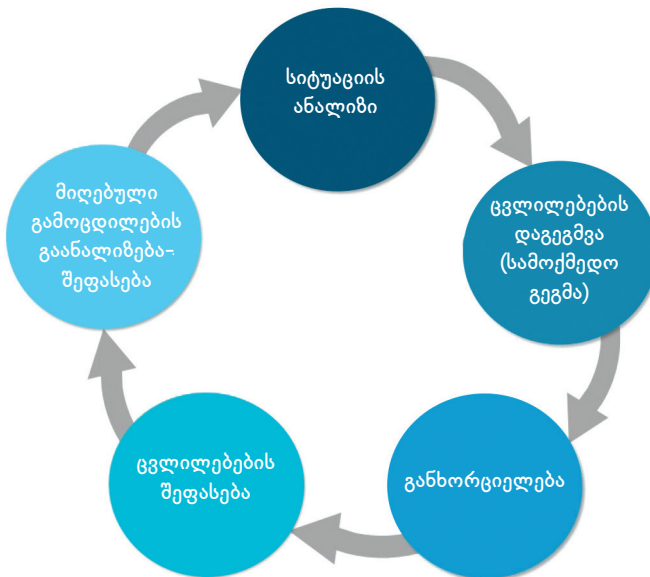 სიტუაციის
ანალიზი
ცვლილებების
დაგეგმვა
(სამოქმედო
გეგმა)
განხორციელება
ცვლილებების
შეფასება
მიღებული
გამოცდილების
გაანალიზება-
შეფასება